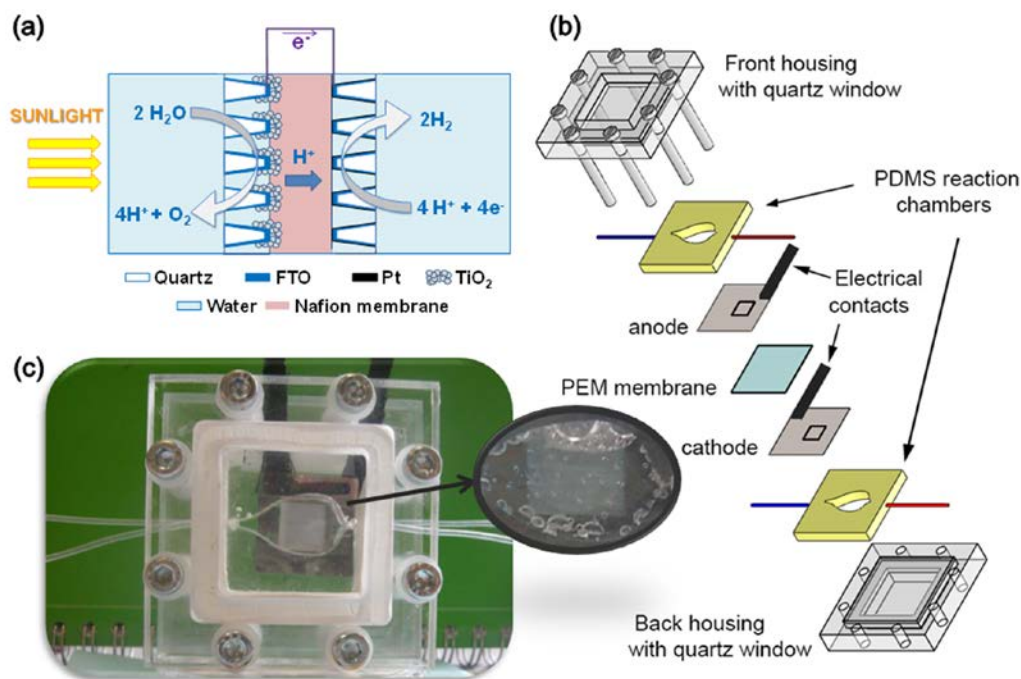 (a)
e⁻
SUNLIGHT
2 H₂O
2H₂
H⁺
4H⁺ + O₂
4 H⁺ + 4e⁻
Quartz FTO Pt TiO₂
Water Nafion membrane
(b)
Front housing
with quartz window
PDMS reaction
chambers
Electrical
contacts
anode
PEM membrane
cathode
Back housing
with quartz window
(c)